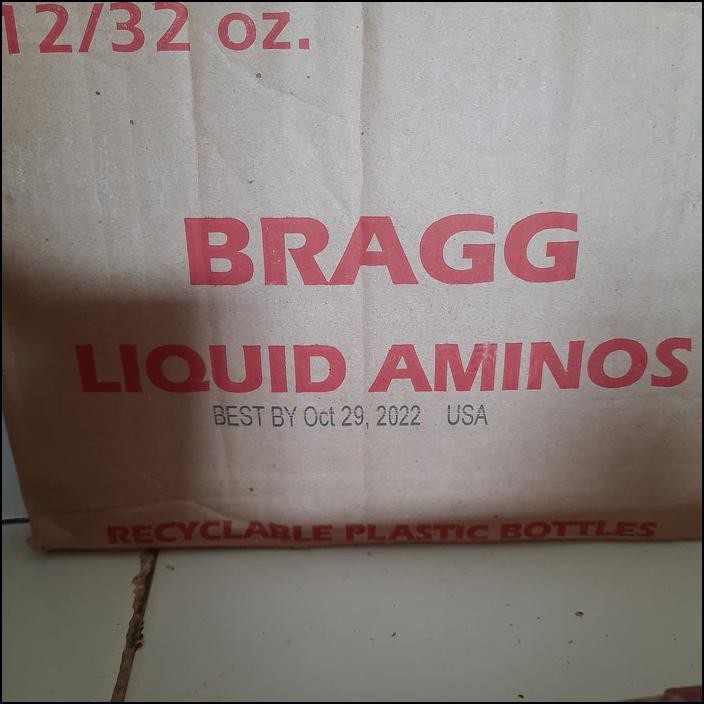 12/32 oz.
BRAGG
LIQUID AMINOS
BEST BY Oct 29, 2022 USA
RECYCLABLE PLASTIC BOTTLES